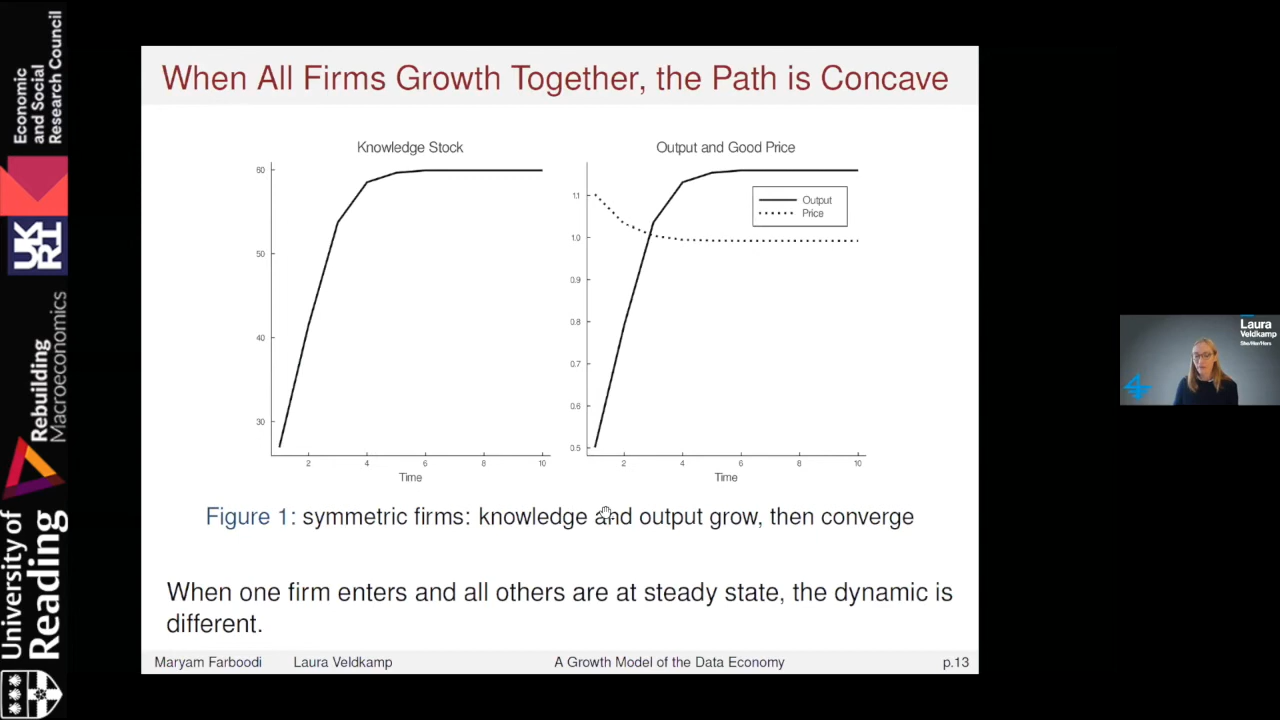 When All Firms Growth Together, the Path is Concave
Knowledge Stock
60
50
40
30
2 4 6 8 10
Time
Output and Good Price
1.1
1.0
0.9
0.8
0.7
0.6
0.5
Output
Price
2 4 6 8 10
Time
Figure 1: symmetric firms: knowledge and output grow, then converge
When one firm enters and all others are at steady state, the dynamic is
different.
Maryam Farboodi Laura Veldkamp A Growth Model of the Data Economy p.13
Economic
and Social
Research Council
UKRI
Rebuilding
Macroeconomics
University of
Reading
Laura
Veldkamp
She/Her/Hers